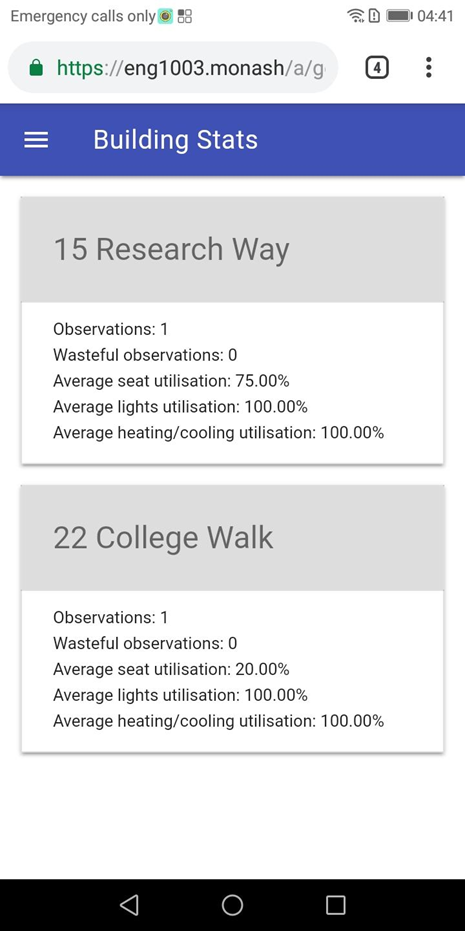 Emergency calls only
04:41
https://eng1003.monash/a/g
4
Building Stats
15 Research Way
Observations: 1
Wasteful observations: 0
Average seat utilisation: 75.00%
Average lights utilisation: 100.00%
Average heating/cooling utilisation: 100.00%
22 College Walk
Observations: 1
Wasteful observations: 0
Average seat utilisation: 20.00%
Average lights utilisation: 100.00%
Average heating/cooling utilisation: 100.00%